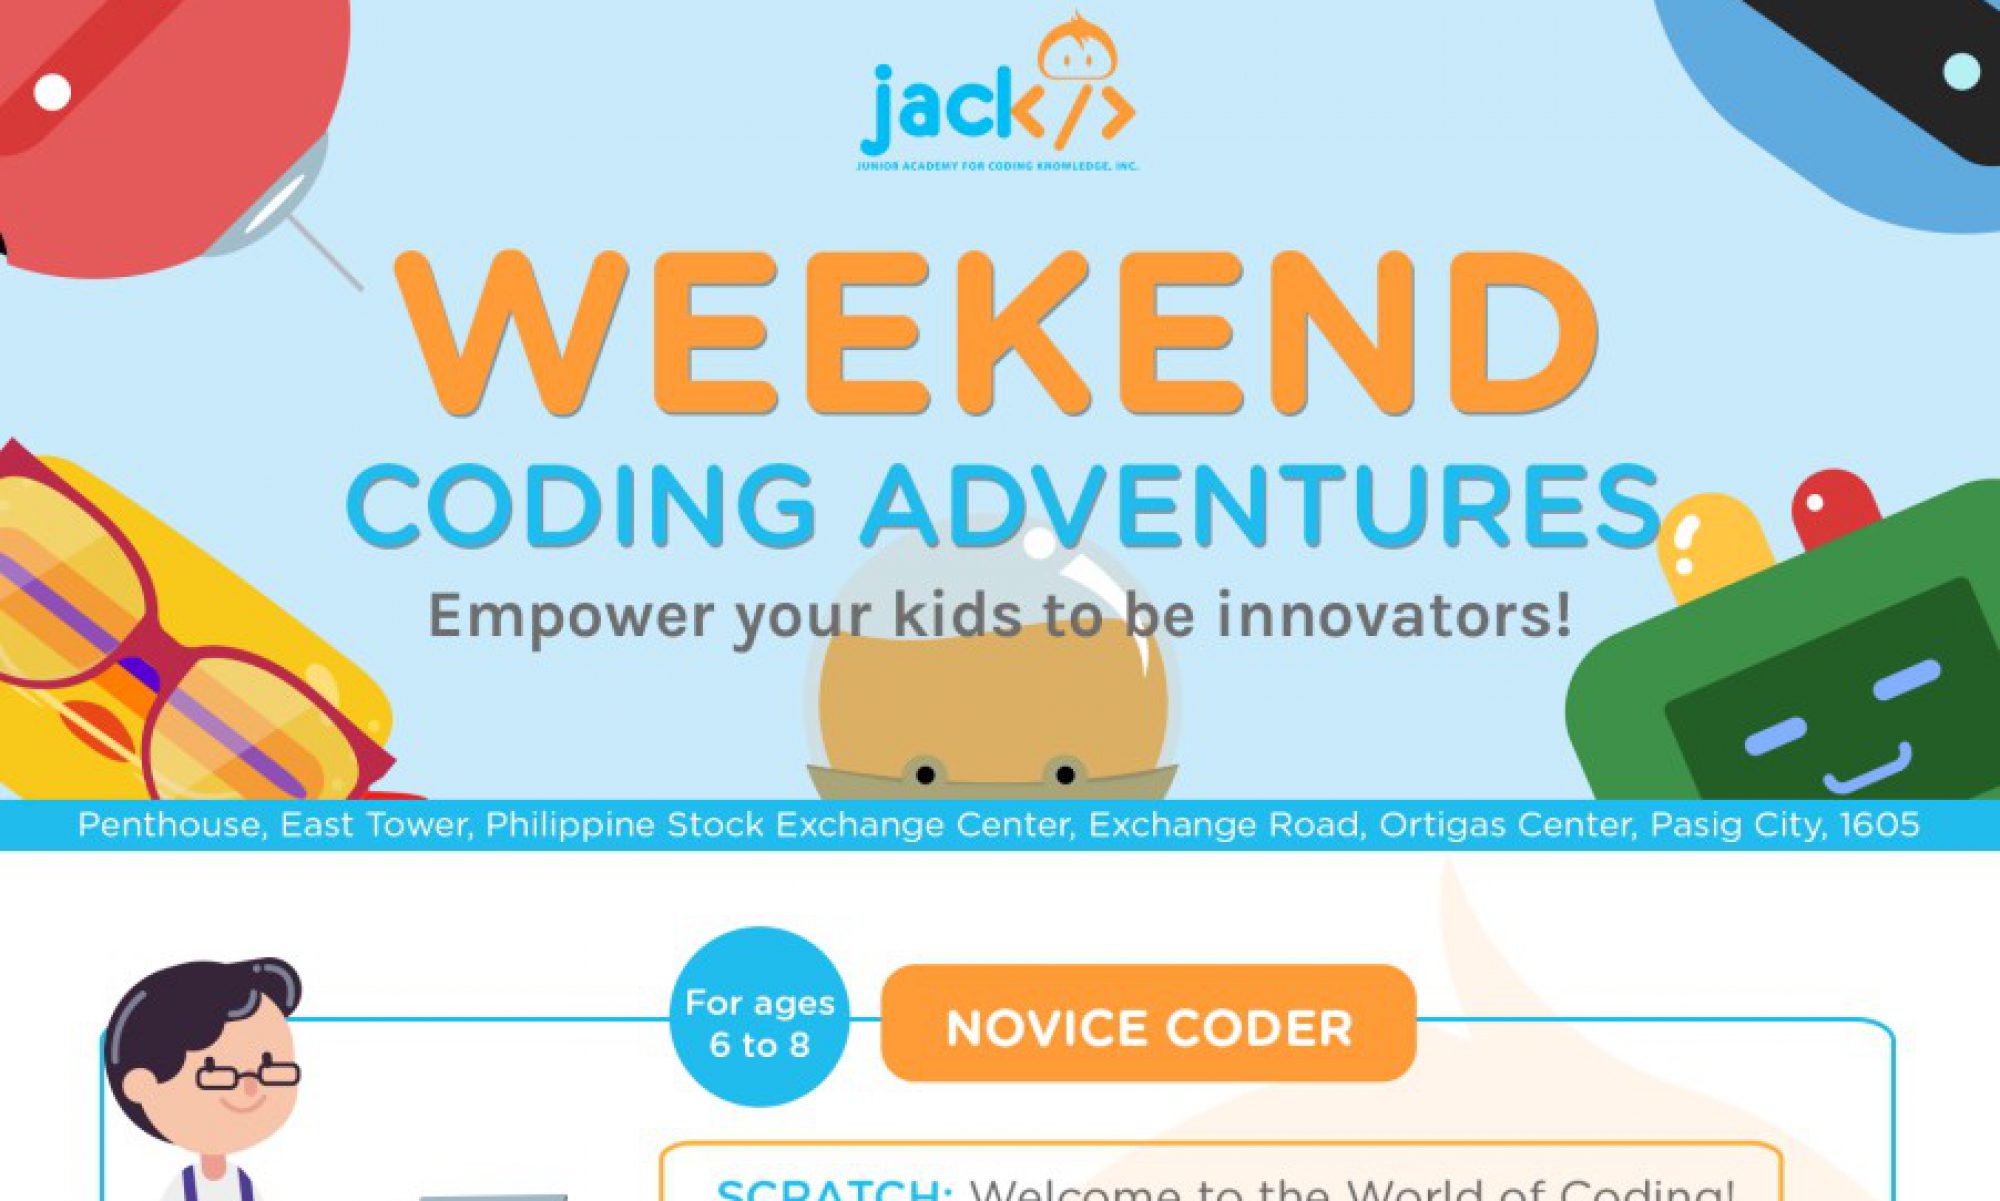 jack</>
JUNIOR ACADEMY FOR CODING KNOWLEDGE, INC.
WEEKEND
CODING ADVENTURES
Empower your kids to be innovators!
Penthouse, East Tower, Philippine Stock Exchange Center, Exchange Road, Ortigas Center, Pasig City, 1605
For ages
6 to 8
NOVICE CODER
SCRATCH: Welcome to the World of Coding!